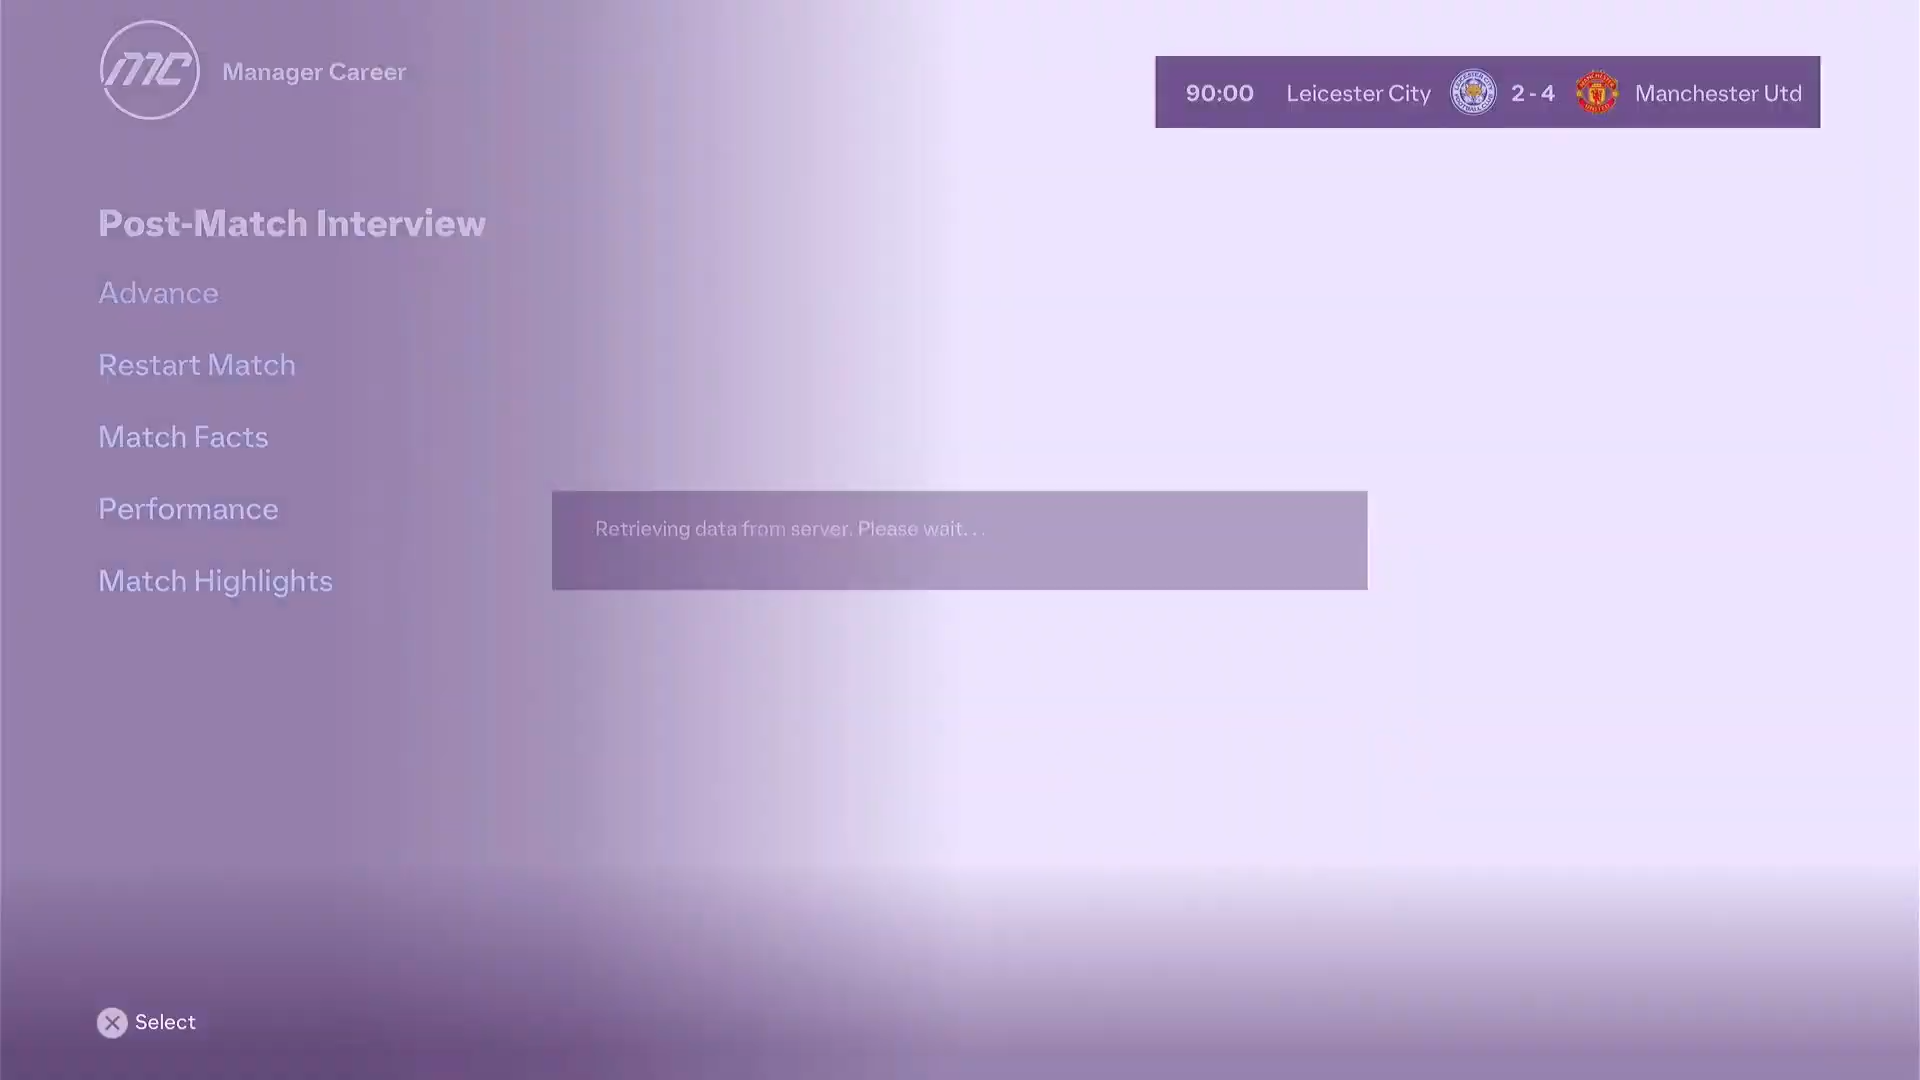 MC Manager Career
90:00 Leicester City 2 - 4 Manchester Utd
Post-Match Interview
Advance
Restart Match
Match Facts
Performance
Match Highlights
Retrieving data from server. Please wait...
Select